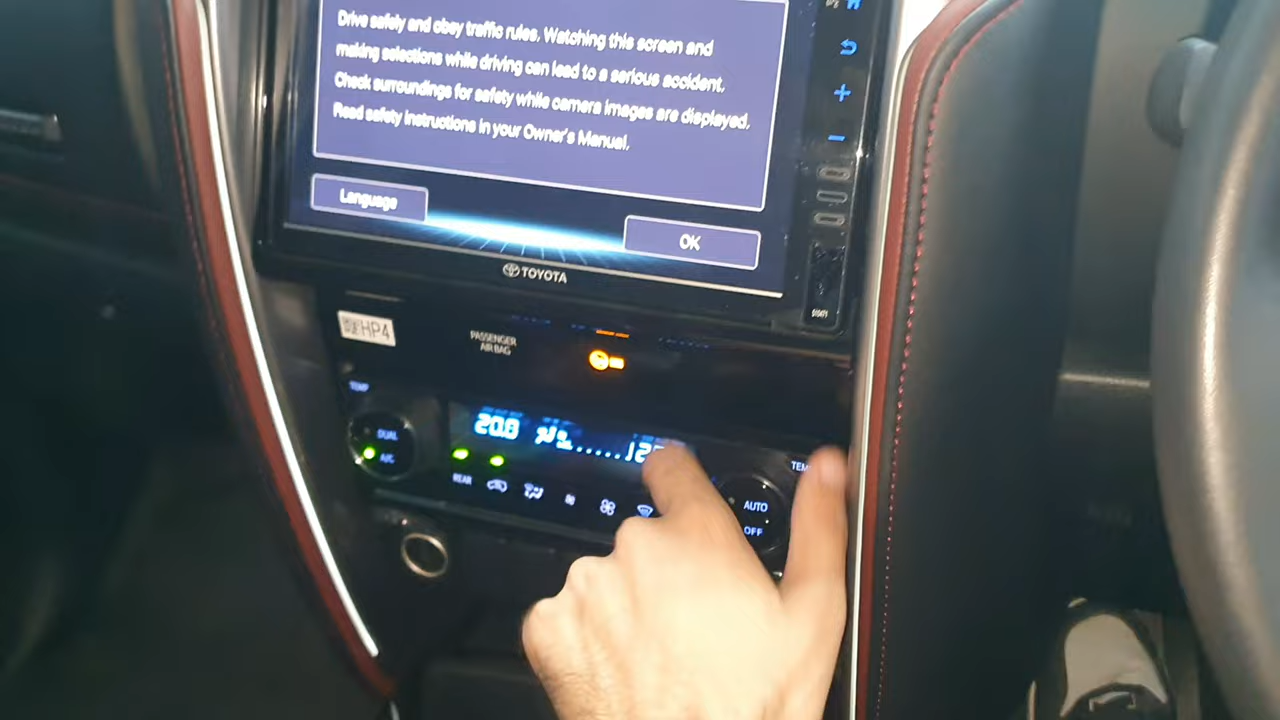 Drive safely and obey traffic rules. Watching this screen and
making selections while driving can lead to a serious accident.
Check surroundings for safety while camera images are displayed.
Read safety instructions in your Owner's Manual.
Language
OK
TOYOTA
HP4
PASSENGER
AIR BAG
TEMP
DUAL
A/C
20.8
REAR
AUTO
OFF